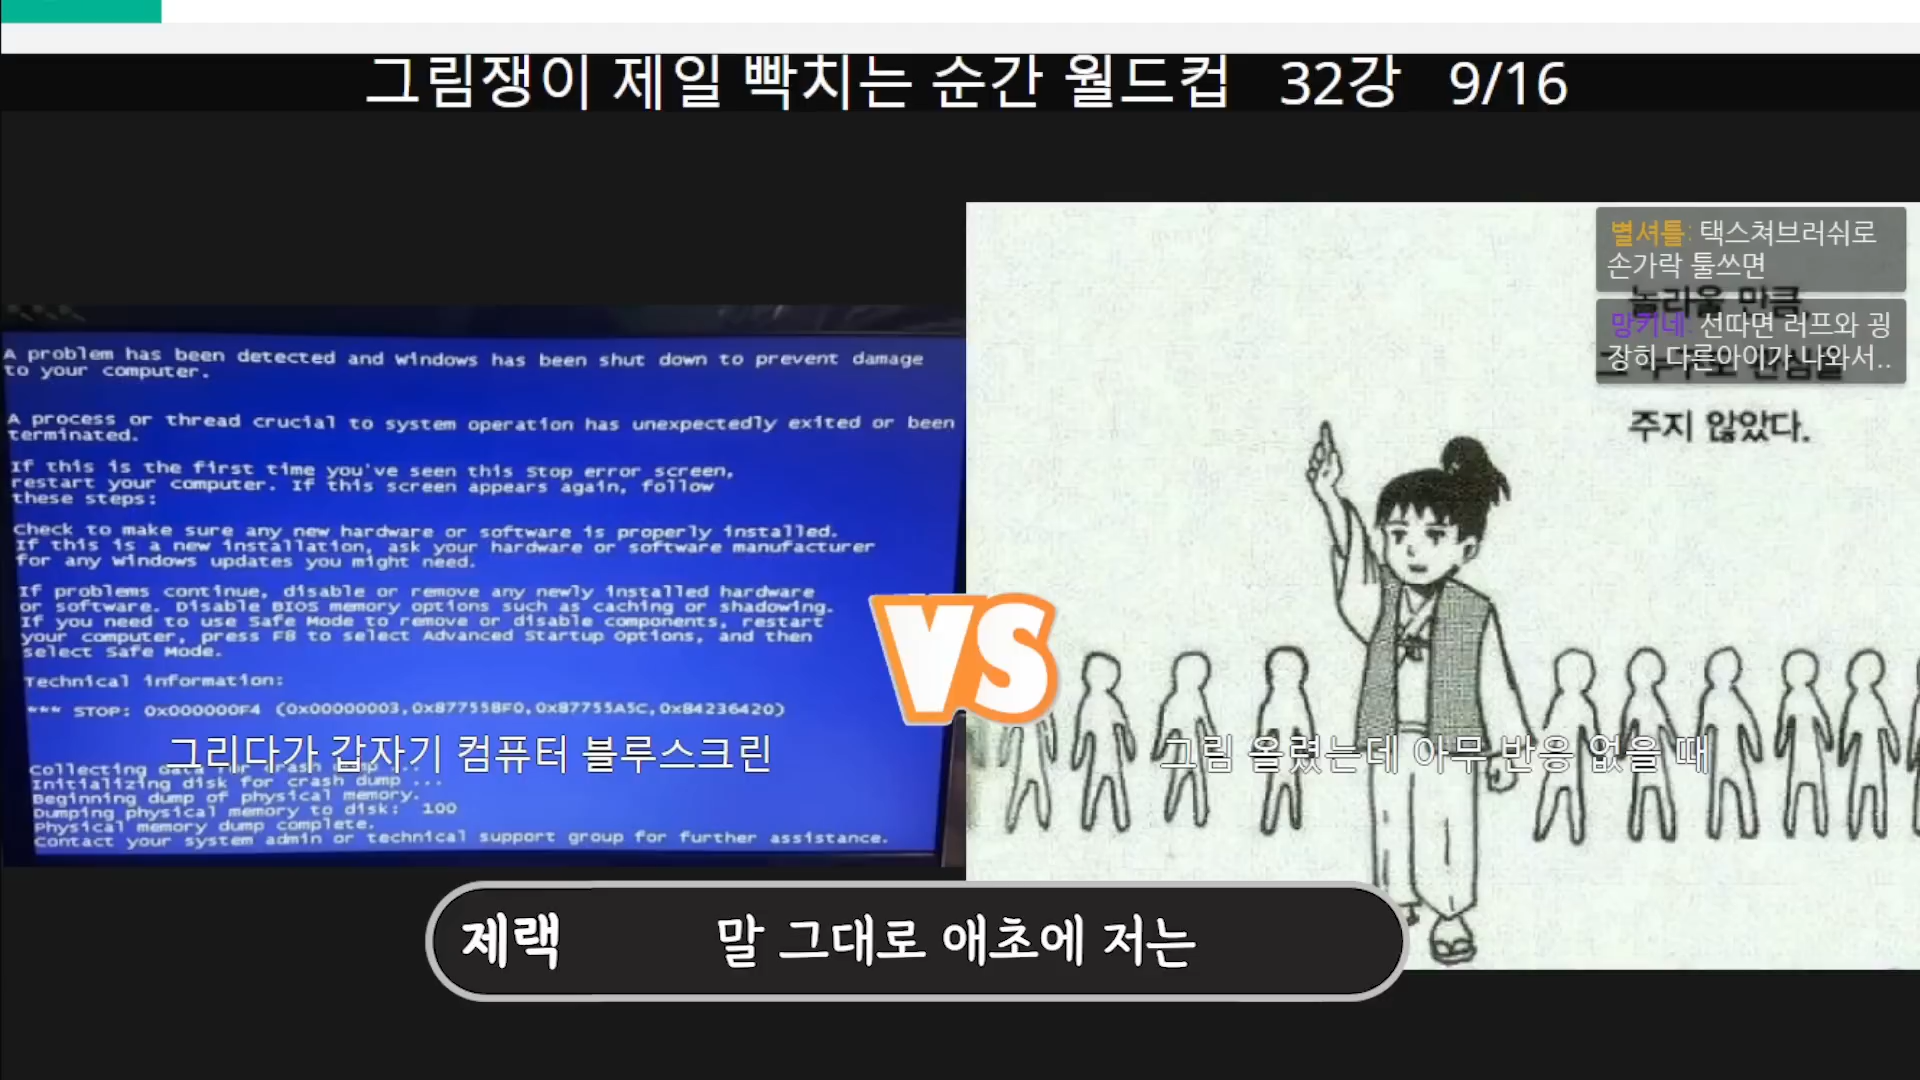 그림쟁이 제일 빡치는 순간 월드컵 32강 9/16
A problem has been detected and Windows has been shut down to prevent damage
to your computer.
A process or thread crucial to system operation has unexpectedly exited or been
terminated.
If this is the first time you've seen this Stop error screen,
restart your computer. If this screen appears again, follow
these steps:
Check to make sure any new hardware or software is properly installed.
If this is a new installation, ask your hardware or software manufacturer
for any Windows updates you might need.
If problems continue, disable or remove any newly installed hardware
or software. Disable BIOS memory options such as caching or shadowing.
If you need to use Safe Mode to remove or disable components, restart
your computer, press F8 to select Advanced Startup Options, and then
select Safe Mode.
Technical information:
*** STOP: 0x000000F4 (0x00000003,0x877558F0,0x87755A5C,0x84236420)
Collecting data for crash dump ...
Initializing disk for crash dump ...
Beginning dump of physical memory.
Dumping physical memory to disk: 100
Physical memory dump complete.
Contact your system admin or technical support group for further assistance.
그리다가 갑자기 컴퓨터 블루스크린
VS
별셔틀: 택스쳐브러쉬로
손가락 툴쓰면
놀라울 만큼,
망키네: 선따면 러프와 굉
장히 다른아이가 나와서..
주지 않았다.
그림 올렸는데 아무 반응 없을 때
제랙 말 그대로 애초에 저는